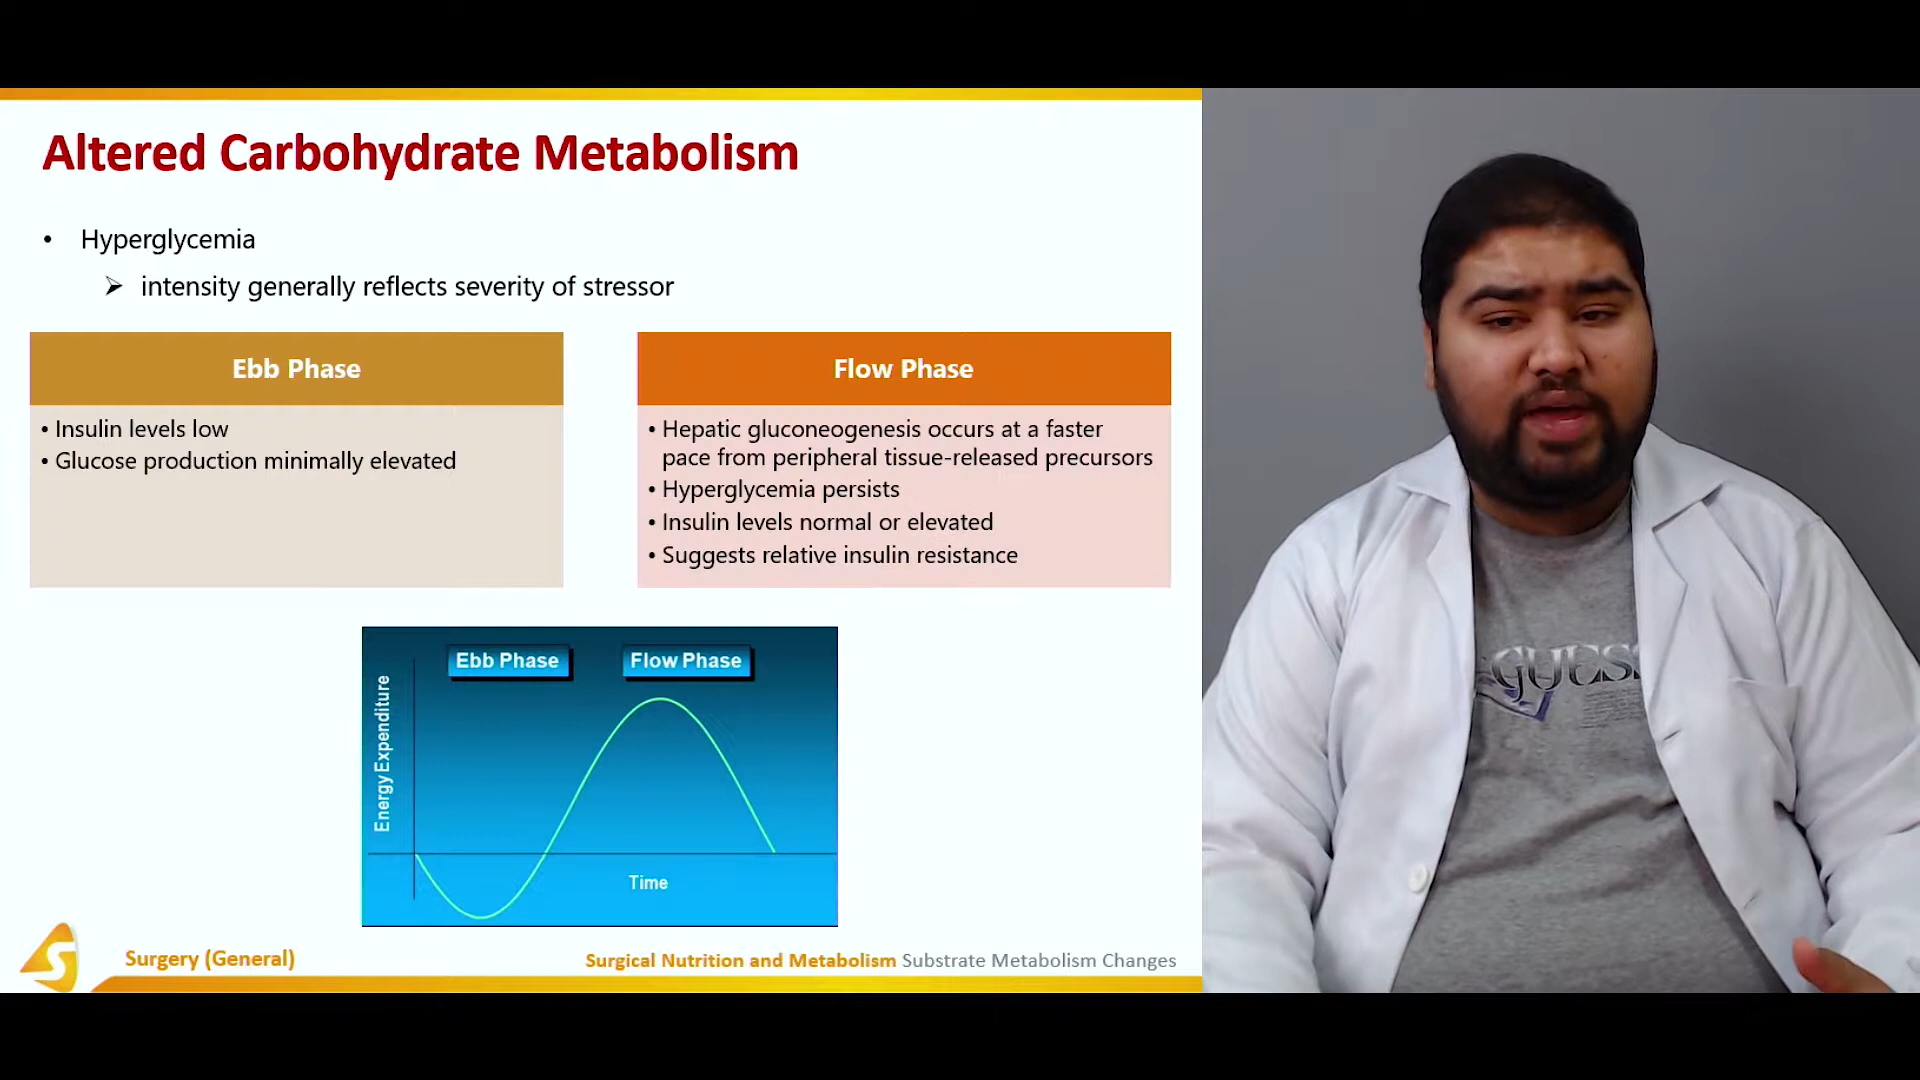 Altered Carbohydrate Metabolism
• Hyperglycemia
➢ intensity generally reflects severity of stressor
Ebb Phase
• Insulin levels low
• Glucose production minimally elevated
Flow Phase
• Hepatic gluconeogenesis occurs at a faster
pace from peripheral tissue-released precursors
• Hyperglycemia persists
• Insulin levels normal or elevated
• Suggests relative insulin resistance
Ebb Phase
Flow Phase
Energy Expenditure
Time
S
Surgery (General)
Surgical Nutrition and Metabolism Substrate Metabolism Changes
GUESS